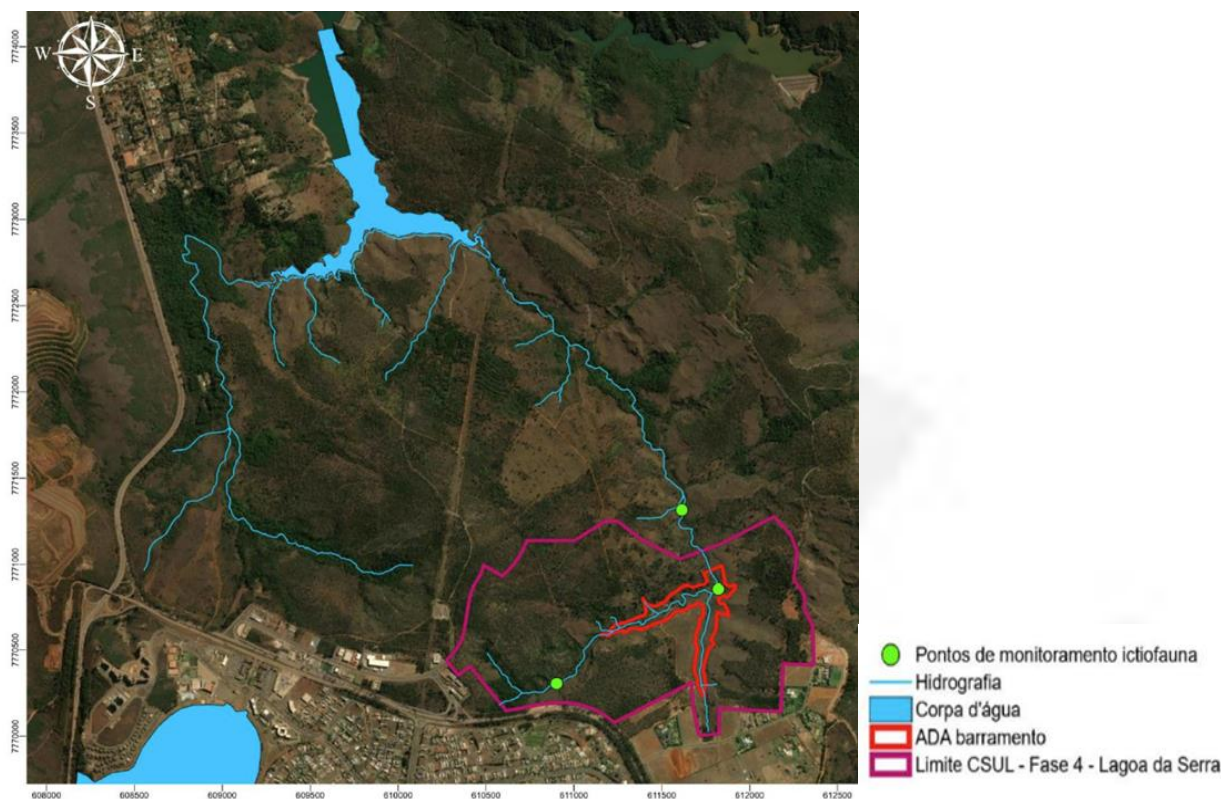 W
E
S
7774000
7773500
7773000
7772500
7772000
7771500
7771000
7770500
7770000
608000
608500
609000
609500
610000
610500
611000
611500
612000
612500
Pontos de monitoramento ictiofauna
Hidrografia
Corpa d'água
ADA barramento
Limite CSUL - Fase 4 - Lagoa da Serra